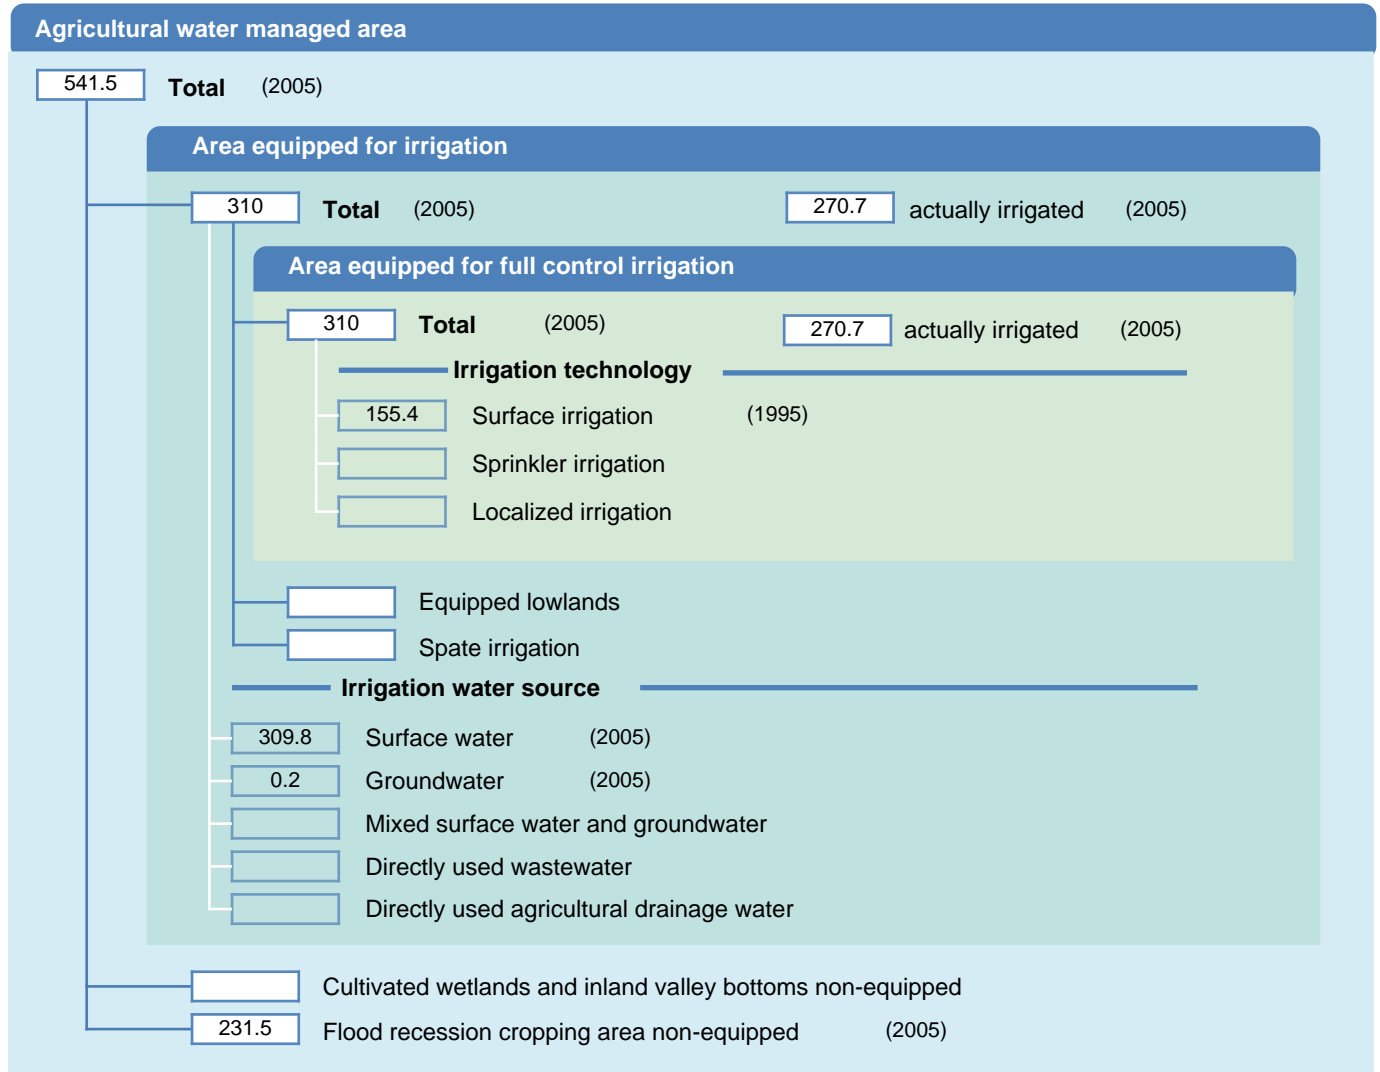 Agricultural water managed area
541.5 Total (2005)
Area equipped for irrigation
310 Total (2005) 270.7 actually irrigated (2005)
Area equipped for full control irrigation
310 Total (2005) 270.7 actually irrigated (2005)
Irrigation technology
155.4 Surface irrigation (1995)
Sprinkler irrigation
Localized irrigation
Equipped lowlands
Spate irrigation
Irrigation water source
309.8 Surface water (2005)
0.2 Groundwater (2005)
Mixed surface water and groundwater
Directly used wastewater
Directly used agricultural drainage water
Cultivated wetlands and inland valley bottoms non-equipped
231.5 Flood recession cropping area non-equipped (2005)